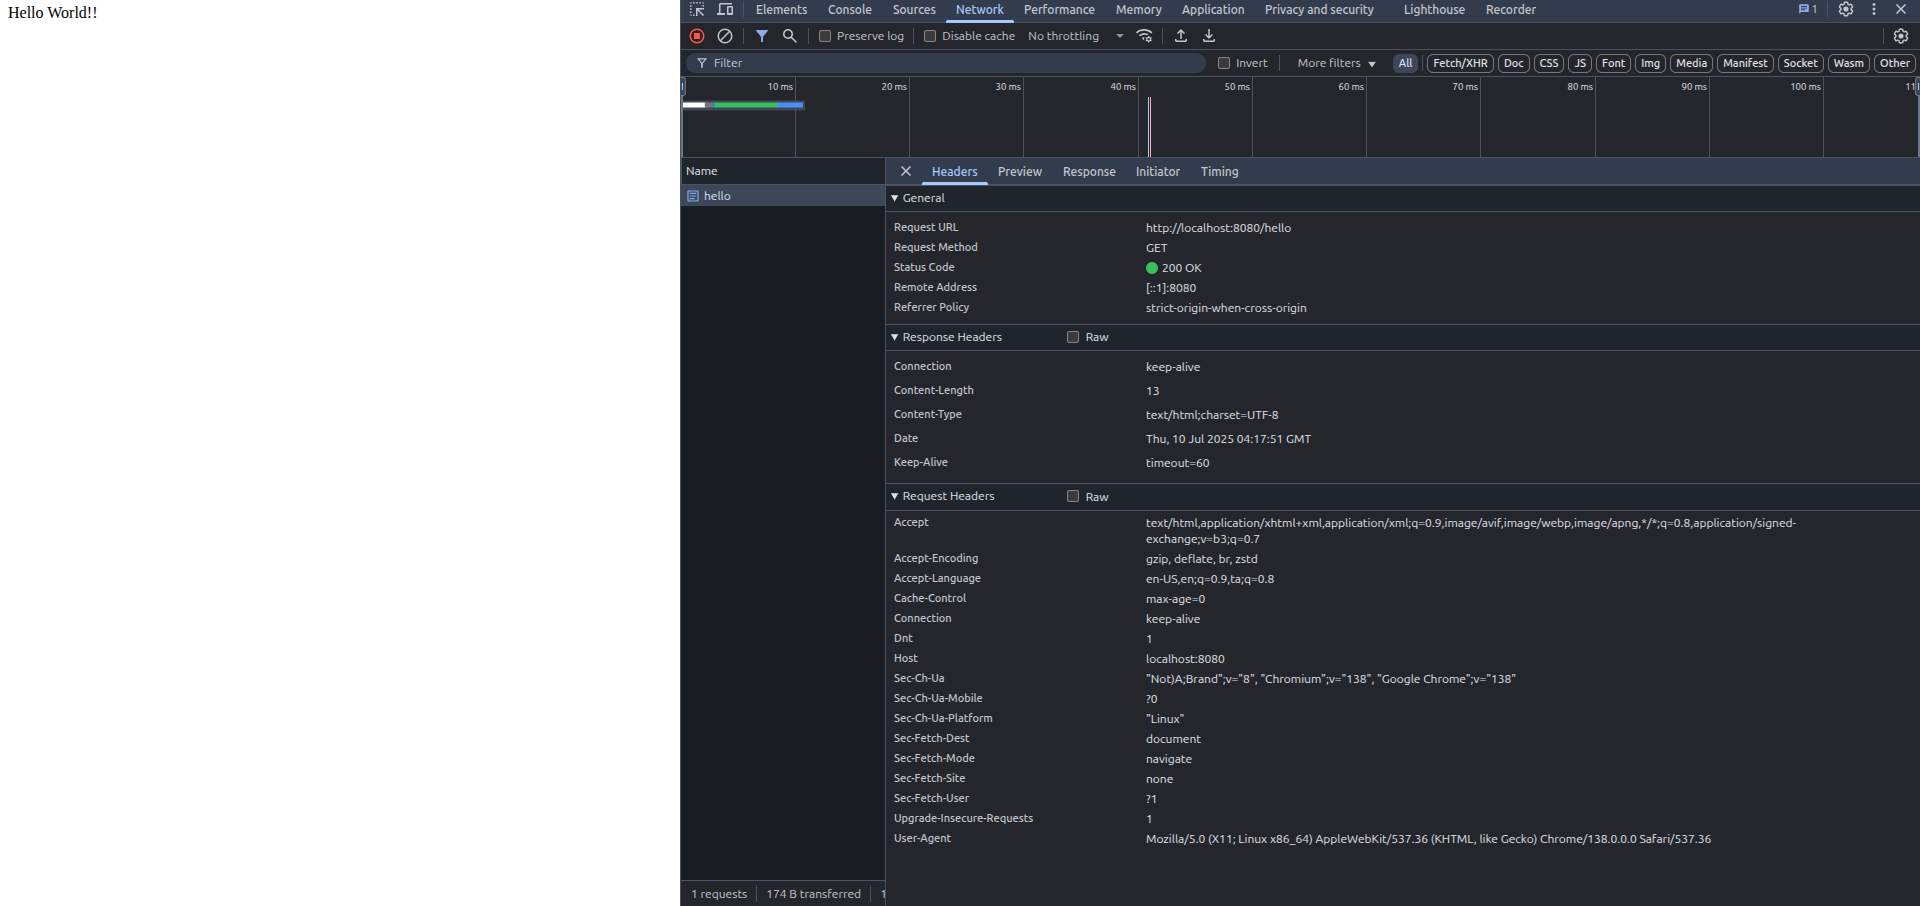 Hello World!!
Elements Console Sources Network Performance Memory Application Privacy and security Lighthouse Recorder 1
Preserve log Disable cache No throttling
Filter Invert More filters All Fetch/XHR Doc CSS JS Font Img Media Manifest Socket Wasm Other
10 ms 20 ms 30 ms 40 ms 50 ms 60 ms 70 ms 80 ms 90 ms 100 ms 11
Name
hello
Headers Preview Response Initiator Timing
General
Request URL http://localhost:8080/hello
Request Method GET
Status Code 200 OK
Remote Address [::1]:8080
Referrer Policy strict-origin-when-cross-origin
Response Headers Raw
Connection keep-alive
Content-Length 13
Content-Type text/html;charset=UTF-8
Date Thu, 10 Jul 2025 04:17:51 GMT
Keep-Alive timeout=60
Request Headers Raw
Accept text/html,application/xhtml+xml,application/xml;q=0.9,image/avif,image/webp,image/apng,*/*;q=0.8,application/signed-
exchange;v=b3;q=0.7
Accept-Encoding gzip, deflate, br, zstd
Accept-Language en-US,en;q=0.9,ta;q=0.8
Cache-Control max-age=0
Connection keep-alive
Dnt 1
Host localhost:8080
Sec-Ch-Ua "Not)A;Brand";v="8", "Chromium";v="138", "Google Chrome";v="138"
Sec-Ch-Ua-Mobile ?0
Sec-Ch-Ua-Platform "Linux"
Sec-Fetch-Dest document
Sec-Fetch-Mode navigate
Sec-Fetch-Site none
Sec-Fetch-User ?1
Upgrade-Insecure-Requests 1
User-Agent Mozilla/5.0 (X11; Linux x86_64) AppleWebKit/537.36 (KHTML, like Gecko) Chrome/138.0.0.0 Safari/537.36
1 requests 174 B transferred 1